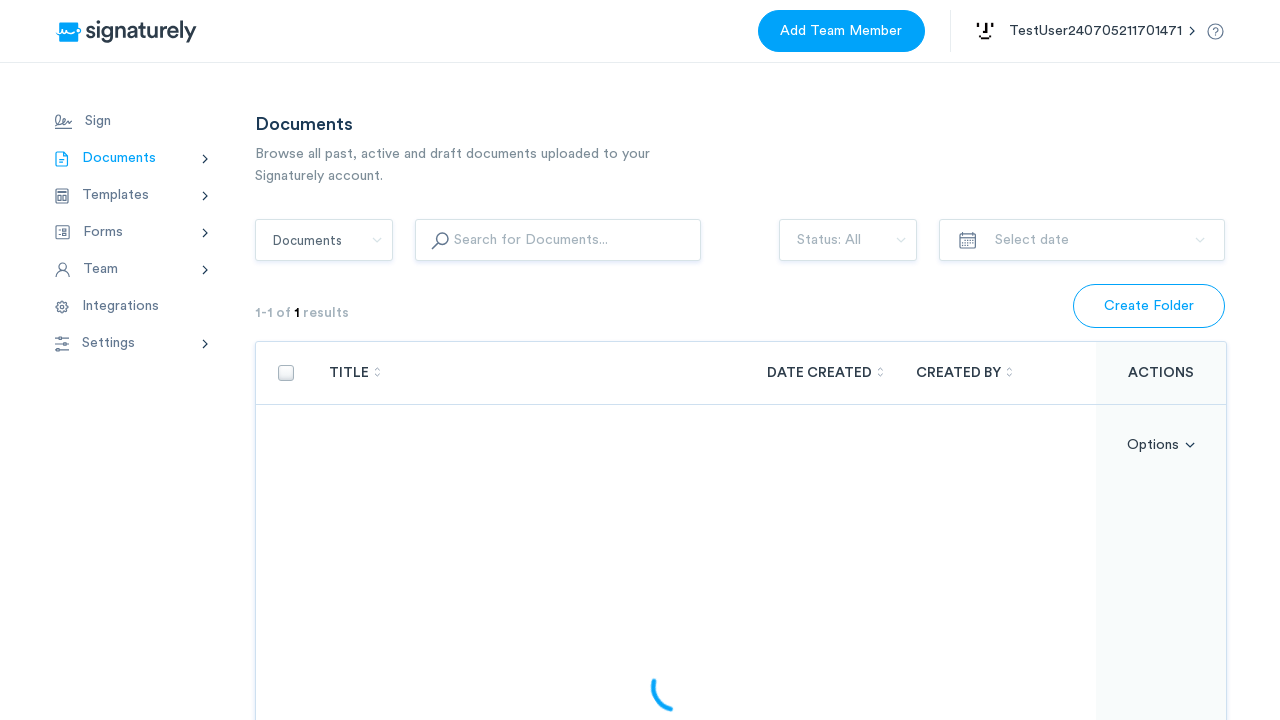 signaturely
Add Team Member
TestUser240705211701471
Sign
Documents
Templates
Forms
Team
Integrations
Settings
Documents
Browse all past, active and draft documents uploaded to your
Signaturely account.
Documents
Search for Documents...
Status: All
Select date
1-1 of 1 results
Create Folder
TITLE
DATE CREATED
CREATED BY
ACTIONS
Options